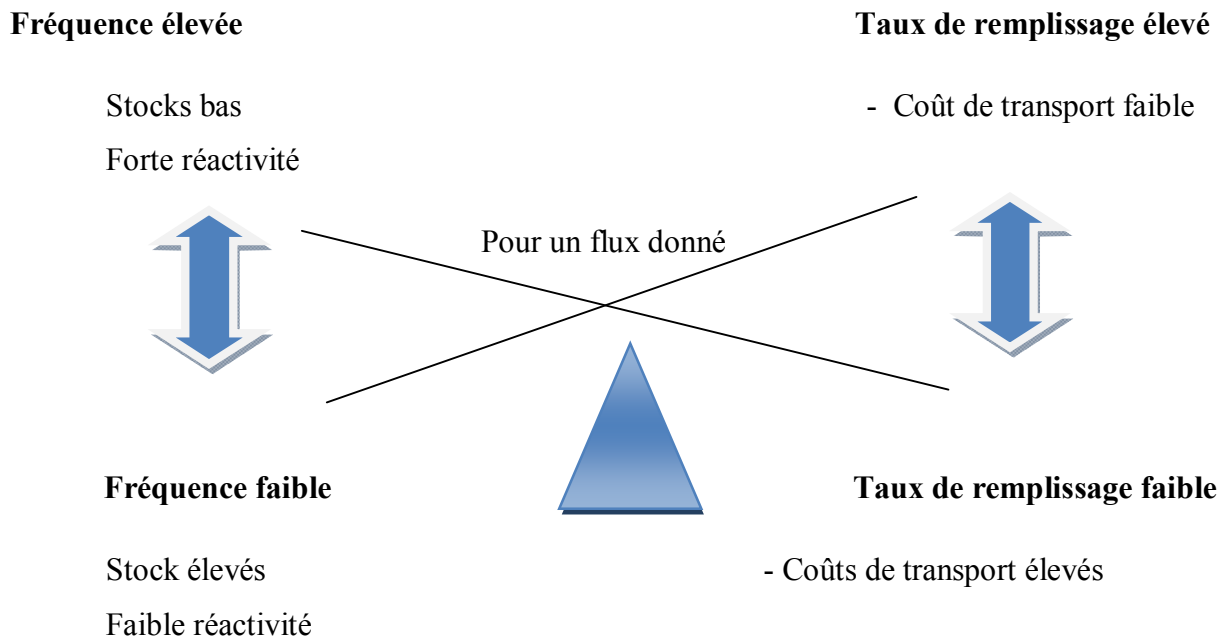 Fréquence élevée
Taux de remplissage élevé
Stocks bas
- Coût de transport faible
Forte réactivité
Pour un flux donné
Fréquence faible
Taux de remplissage faible
Stock élevés
- Coûts de transport élevés
Faible réactivité